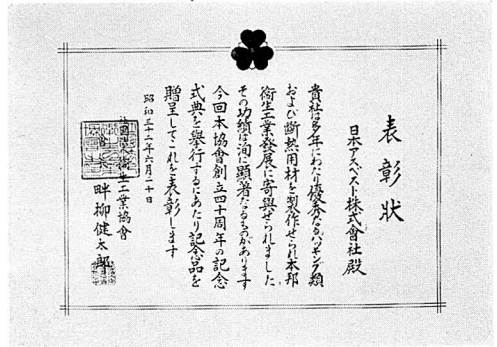 表彰状
日本アスベスト株式會社殿
貴社は多年にわたり優秀なるパッキング類
および断熱用材を製作せられ本邦
衛生工業発展に寄與せられました
その功績は洵に顕著なるものがあります
今回本協會創立四十周年の記念
式典を舉行するにあたり記念品を
贈呈してこれを表彰します
昭和三十二年六月二十日
衛生工業協會
畔柳健太郎